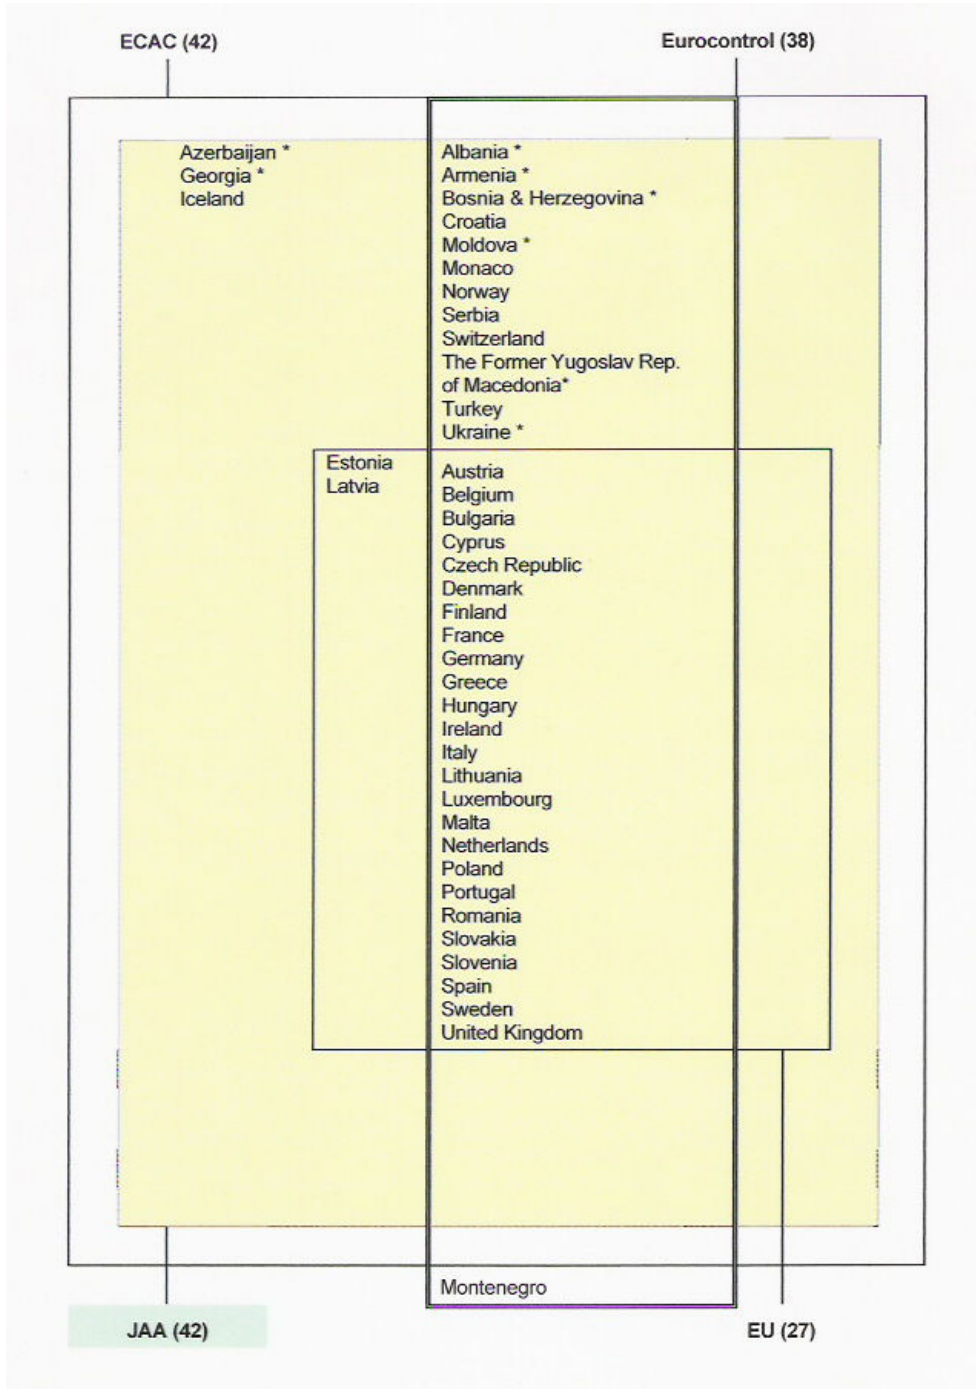 ECAC (42)
Eurocontrol (38)
Azerbaijan *
Georgia *
Iceland
Albania *
Armenia *
Bosnia & Herzegovina *
Croatia
Moldova *
Monaco
Norway
Serbia
Switzerland
The Former Yugoslav Rep.
of Macedonia*
Turkey
Ukraine *
Estonia
Latvia
Austria
Belgium
Bulgaria
Cyprus
Czech Republic
Denmark
Finland
France
Germany
Greece
Hungary
Ireland
Italy
Lithuania
Luxembourg
Malta
Netherlands
Poland
Portugal
Romania
Slovakia
Slovenia
Spain
Sweden
United Kingdom
Montenegro
JAA (42)
EU (27)